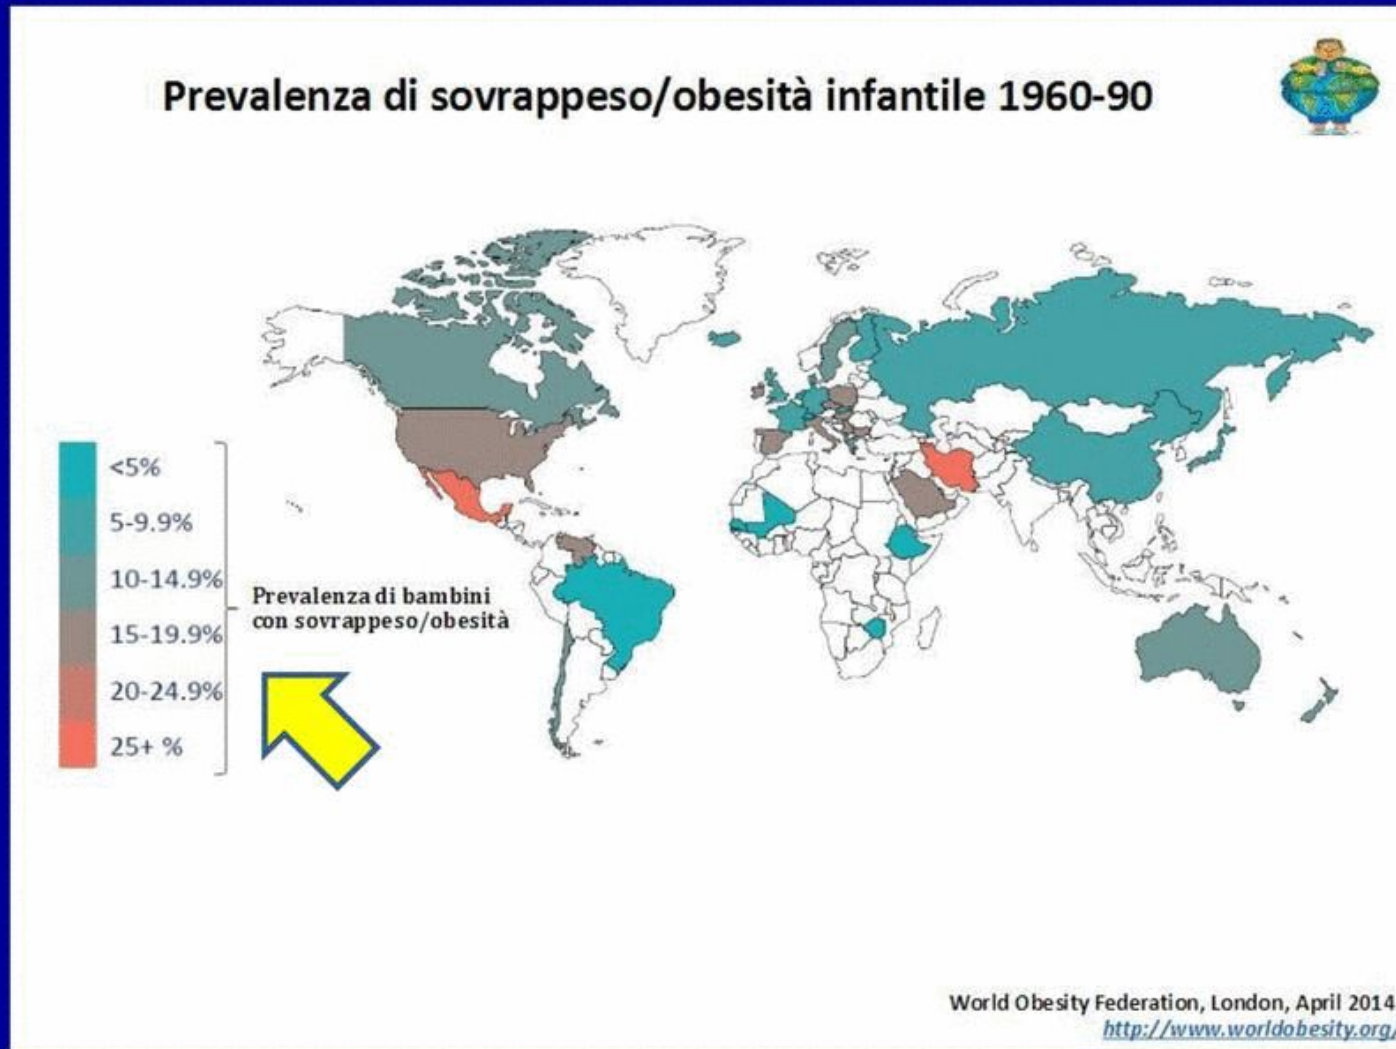 Prevalenza di sovrappeso/obesità infantile 1960-90
<5%
5-9.9%
10-14.9%
15-19.9%
20-24.9%
25+ %
Prevalenza di bambini
con sovrappeso/obesità
World Obesity Federation, London, April 2014
http://www.worldobesity.org/